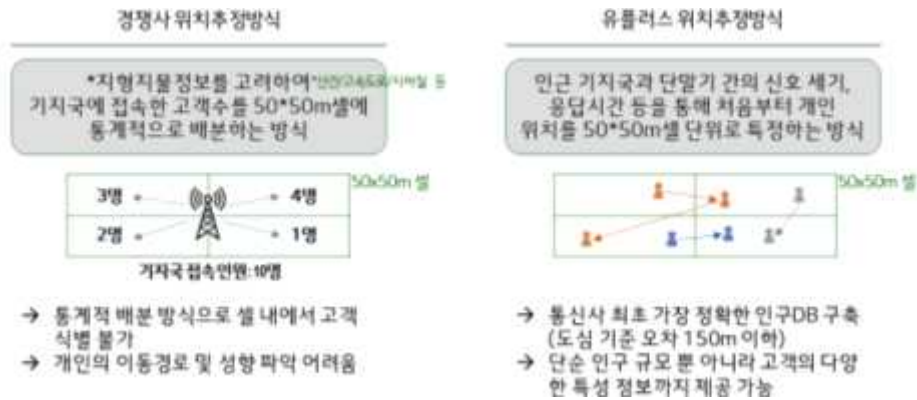 경쟁사 위치추정방식
*지형지물정보를 고려하여
기지국에 접속한 고객수를 50*50m셀에
통계적으로 배분하는 방식
50x50m 셀
3명
4명
2명
1명
기지국 접속인원: 10명
→ 통계적 배분 방식으로 셀 내에서 고객
식별 불가
→ 개인의 이동경로 및 성향 파악 어려움
유플러스 위치추정방식
인근 기지국과 단말기 간의 신호 세기,
응답시간 등을 통해 처음부터 개인
위치를 50*50m셀 단위로 특정하는 방식
50x50m 셀
→ 통신사 최초 가장 정확한 인구DB 구축
(도심 기준 오차 150m 이하)
→ 단순 인구 규모 뿐 아니라 고객의 다양
한 특성 정보까지 제공 가능